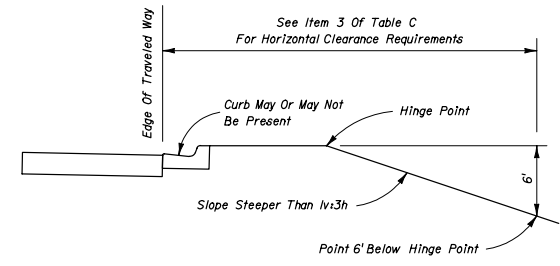 See Item 3 Of Table C
For Horizontal Clearance Requirements
Edge Of Traveled Way
Curb May Or May Not
Be Present
Hinge Point
6'
Slope Steeper Than 1v:3h
Point 6' Below Hinge Point